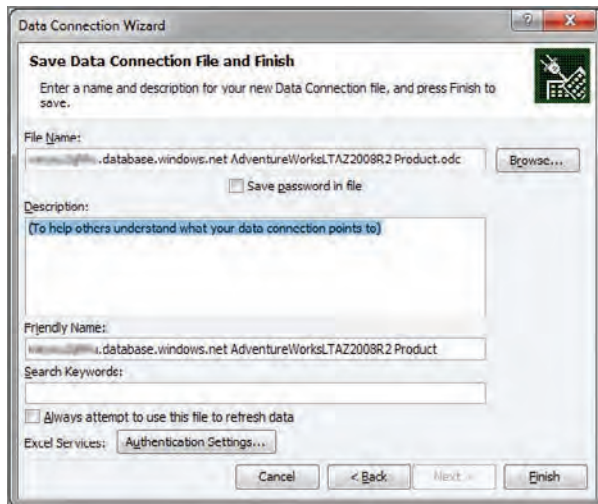 Data Connection Wizard
Save Data Connection File and Finish
Enter a name and description for your new Data Connection file, and press Finish to
save.
File Name:
.database.windows.net AdventureWorksLTAZ2008R2 Product.odc
Browse...
Save password in file
Description:
(To help others understand what your data connection points to)
Friendly Name:
.database.windows.net AdventureWorksLTAZ2008R2 Product
Search Keywords:
Always attempt to use this file to refresh data
Excel Services: Authentication Settings...
Cancel < Back Next > Finish